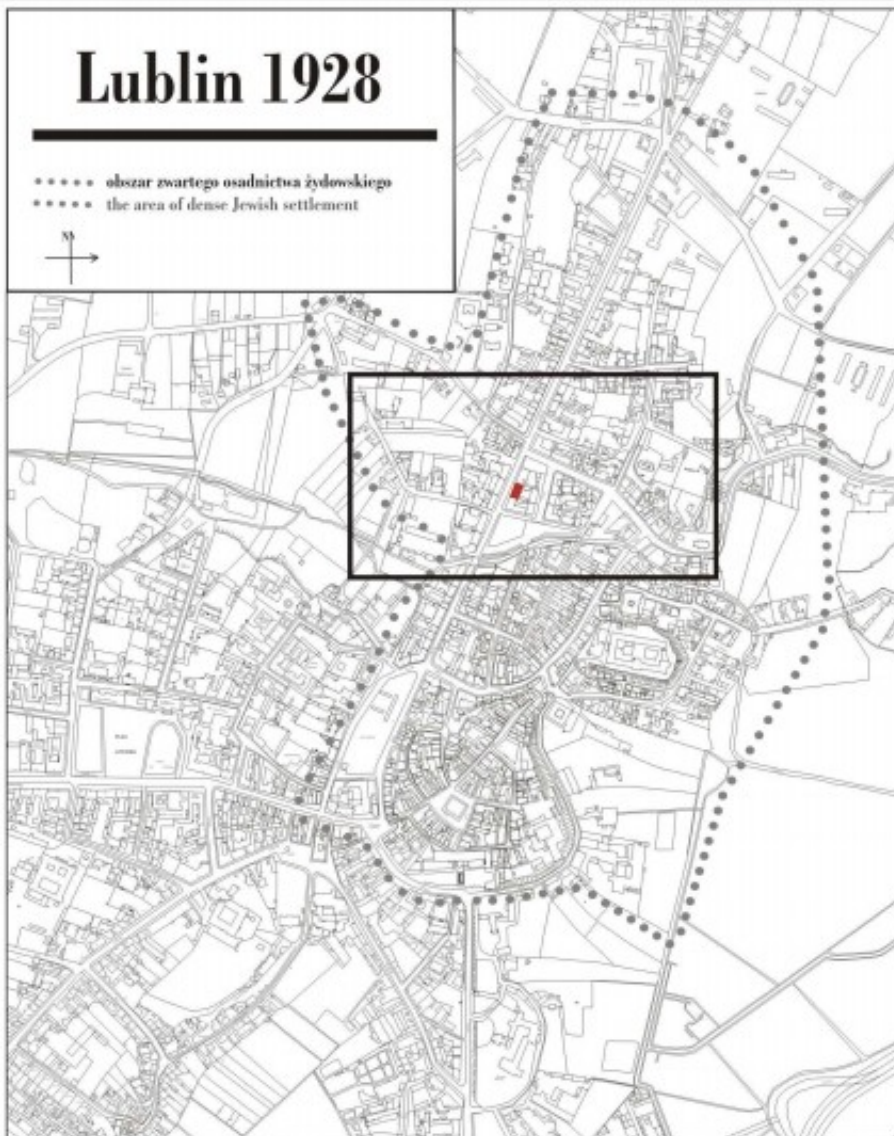 Lublin 1928
obszar zwartego osadnictwa żydowskiego
the area of dense Jewish settlement
N